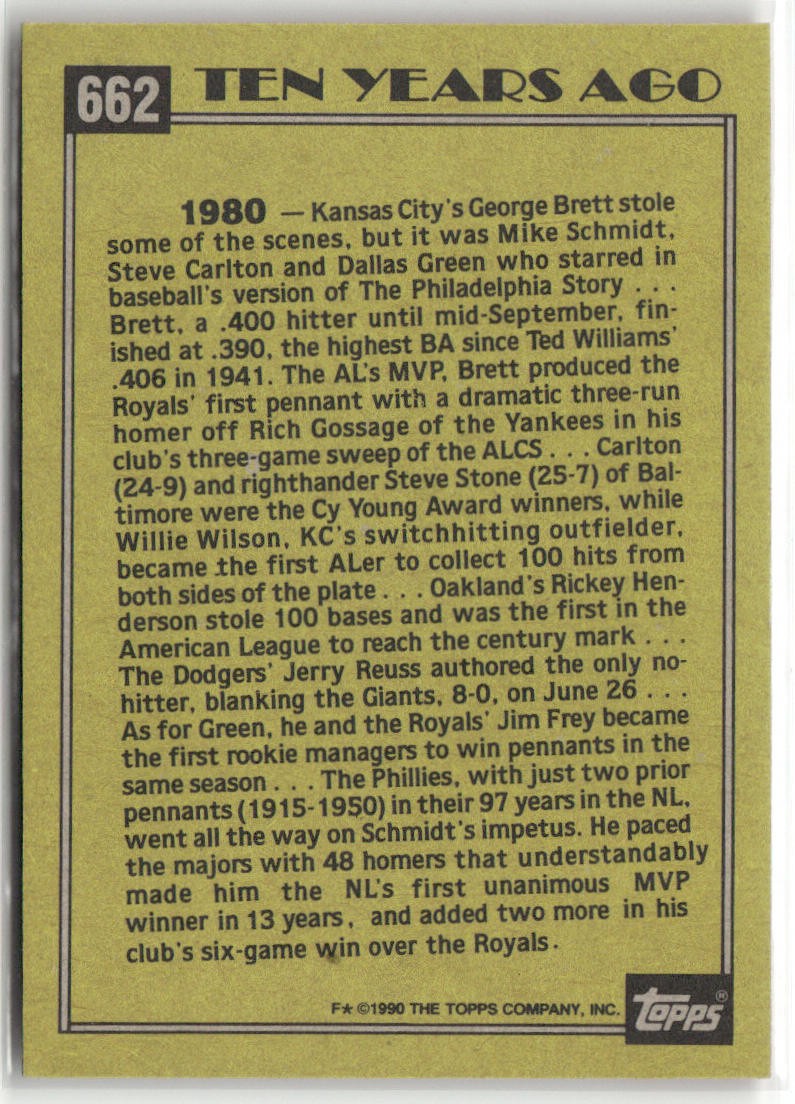 662 TEN YEARS AGO
1980 — Kansas City's George Brett stole
some of the scenes, but it was Mike Schmidt,
Steve Carlton and Dallas Green who starred in
baseball's version of The Philadelphia Story . . .
Brett, a .400 hitter until mid-September, fin-
ished at .390, the highest BA since Ted Williams'
.406 in 1941. The AL's MVP, Brett produced the
Royals' first pennant with a dramatic three-run
homer off Rich Gossage of the Yankees in his
club's three-game sweep of the ALCS . . . Carlton
(24-9) and righthander Steve Stone (25-7) of Bal-
timore were the Cy Young Award winners, while
Willie Wilson, KC's switchhitting outfielder,
became the first ALer to collect 100 hits from
both sides of the plate . . . Oakland's Rickey Hen-
derson stole 100 bases and was the first in the
American League to reach the century mark . . .
The Dodgers' Jerry Reuss authored the only no-
hitter, blanking the Giants, 8-0, on June 26 . . .
As for Green, he and the Royals' Jim Frey became
the first rookie managers to win pennants in the
same season . . . The Phillies, with just two prior
pennants (1915-1950) in their 97 years in the NL,
went all the way on Schmidt's impetus. He paced
the majors with 48 homers that understandably
made him the NL's first unanimous MVP
winner in 13 years, and added two more in his
club's six-game win over the Royals.
F★ ©1990 THE TOPPS COMPANY, INC. topps®